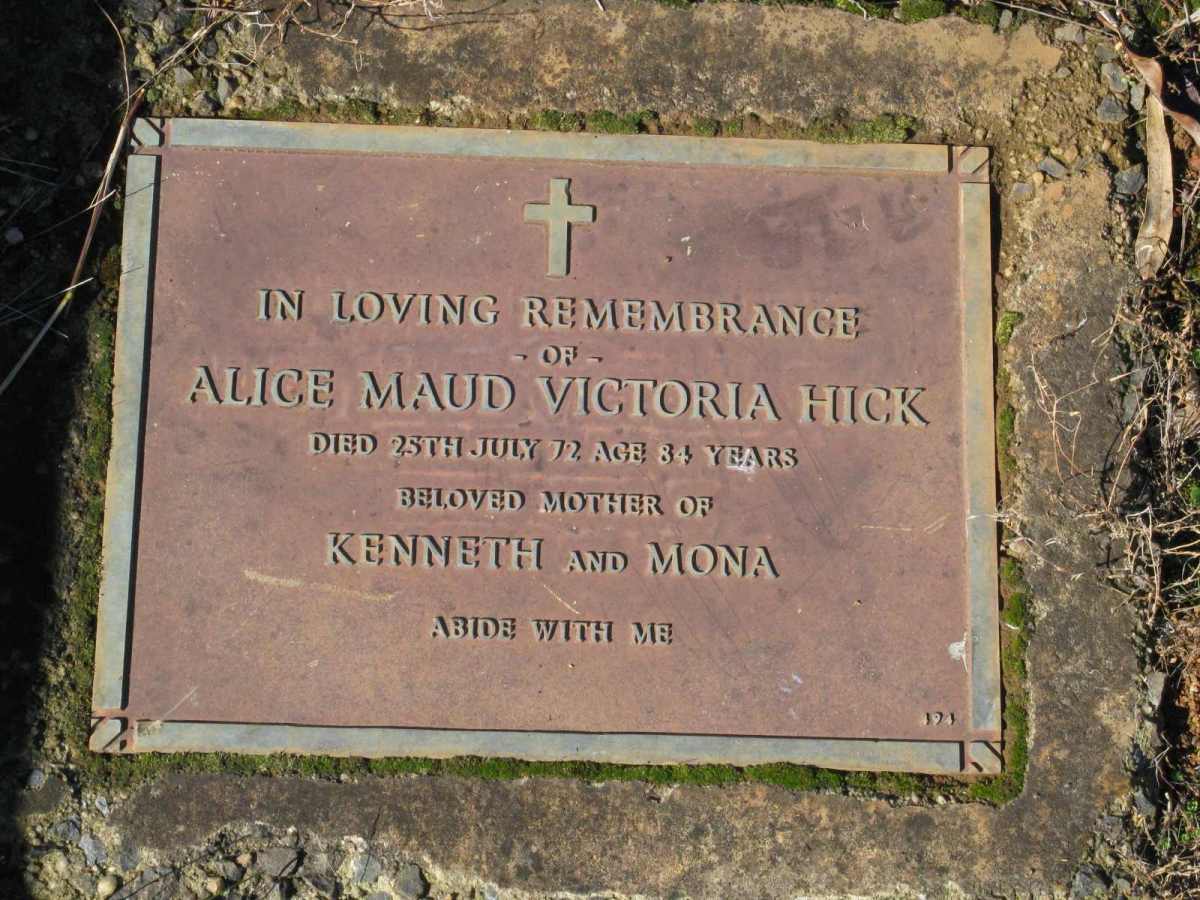 IN LOVING REMEMBRANCE
- OF -
ALICE MAUD VICTORIA HICK
DIED 25TH JULY 72 AGE 84 YEARS
BELOVED MOTHER OF
KENNETH AND MONA
ABIDE WITH ME
494